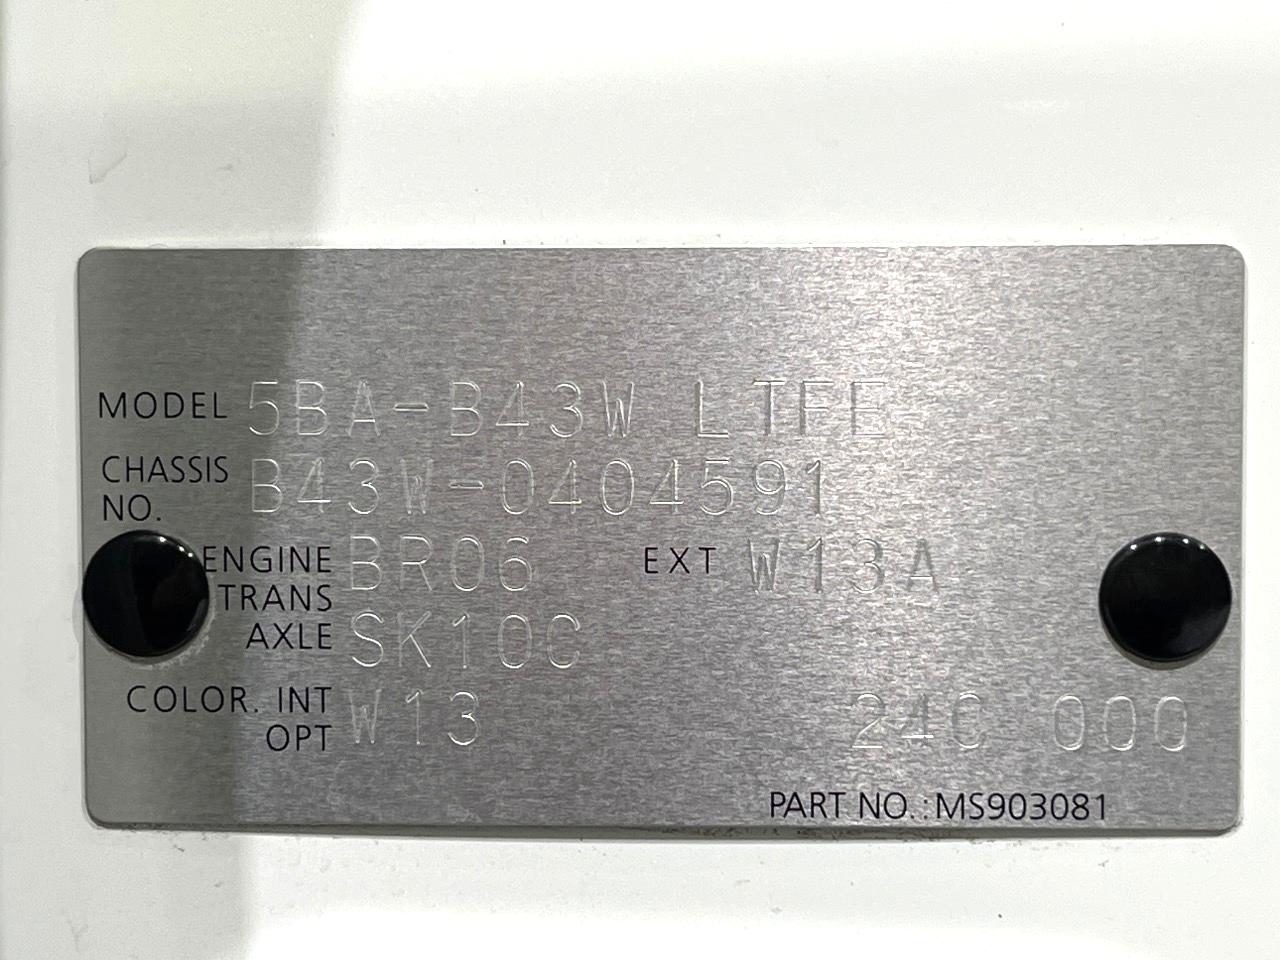 MODEL 5BA-B43W LTFE
CHASSIS NO. B43W-0404591
ENGINE BR06 EXT W13A
TRANS AXLE SK10C
COLOR. INT OPT W13 24C 000
PART NO.:MS903081